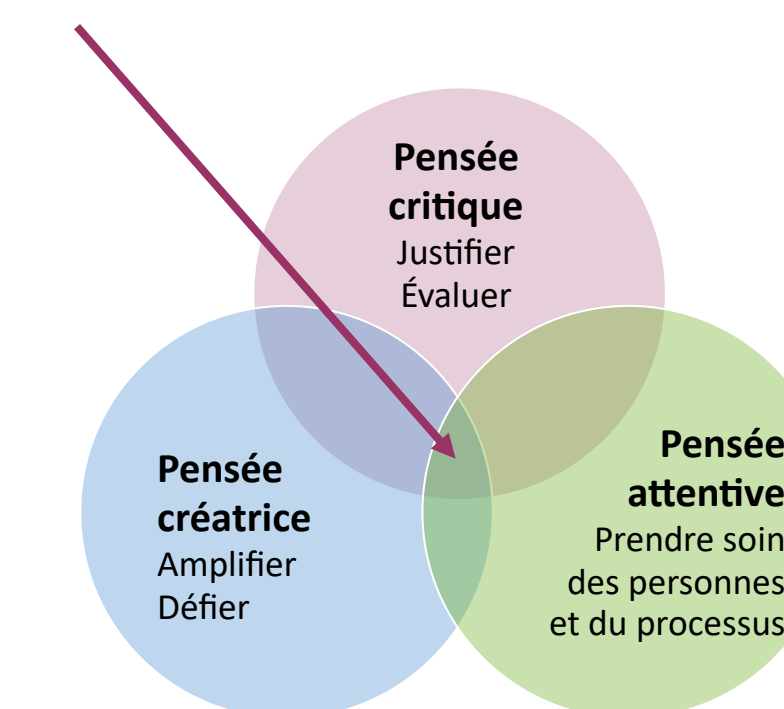 Pensée
critique
Justifier
Évaluer
Pensée
créatrice
Amplifier
Défier
Pensée
attentive
Prendre soin
des personnes
et du processus